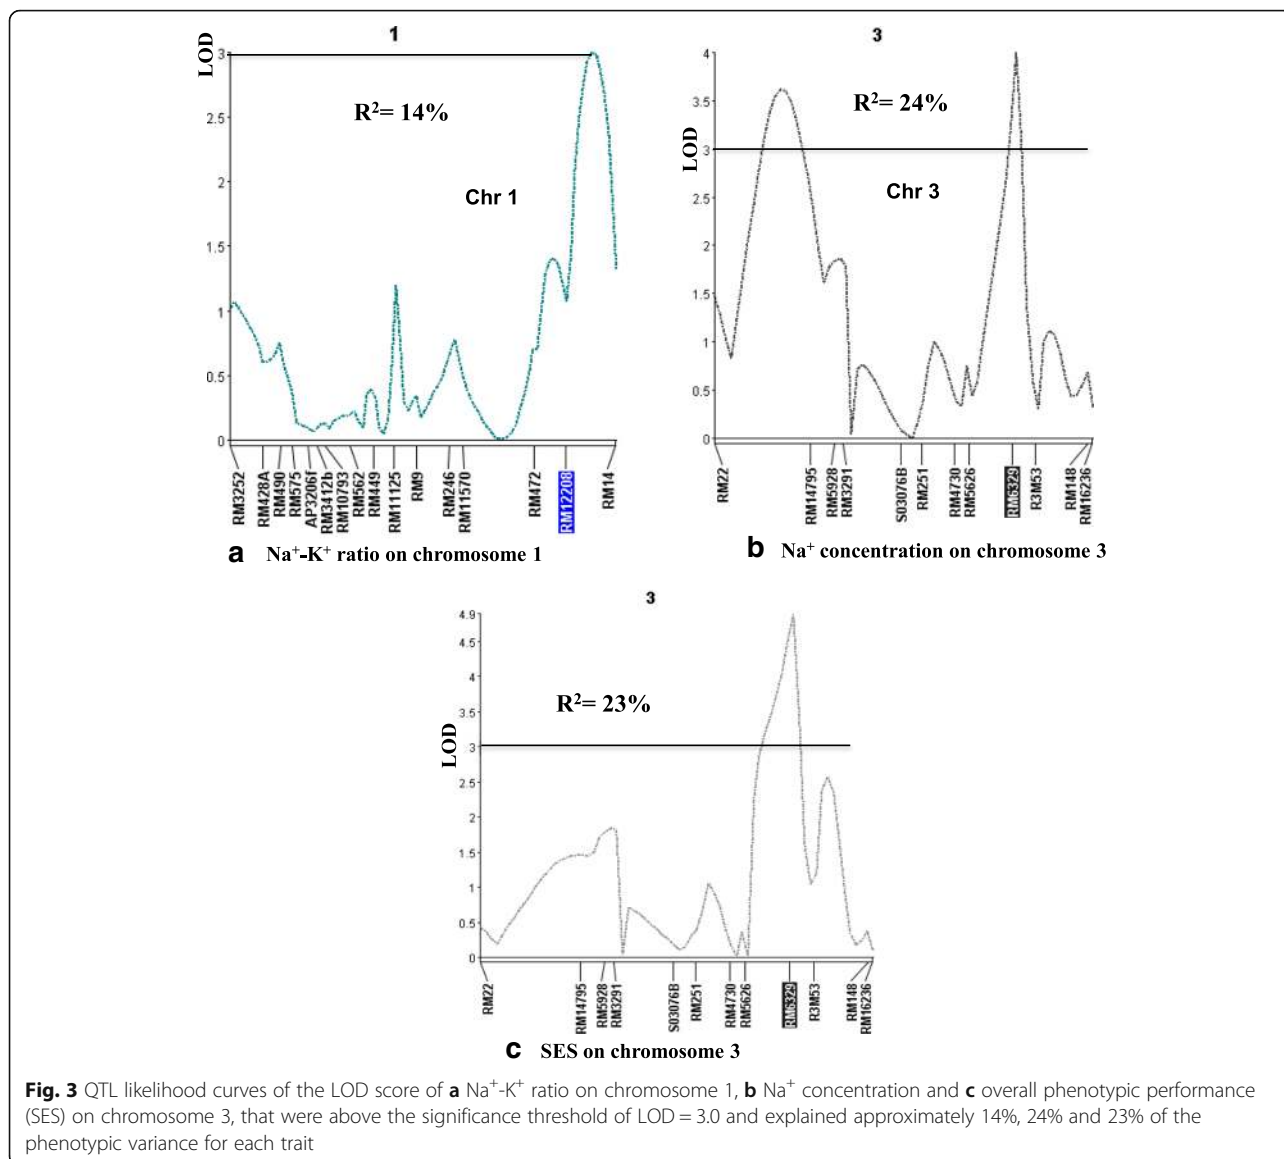 1
LOD
3
2.5
2
1.5
1
0.5
0
R²= 14%
Chr 1
RM3252
RM428A
RM490
RM575
AP3206f
RM3412b
RM10793
RM562
RM449
RM11125
RM9
RM246
RM11570
RM472
RM12208
RM14
a Na⁺-K⁺ ratio on chromosome 1
3
LOD
4
3.5
3
2.5
2
1.5
1
0.5
0
R²= 24%
Chr 3
RM22
RM14795
RM5928
RM3291
S03076B
RM251
RM4730
RM5626
RM6329
R3M53
RM148
RM16236
b Na⁺ concentration on chromosome 3
3
LOD
4.9
4.5
4
3.5
3
2.5
2
1.5
1
0.5
0
R²= 23%
RM22
RM14795
RM5928
RM3291
S03076B
RM251
RM4730
RM5626
RM6329
R3M53
RM148
RM16236
c SES on chromosome 3
Fig. 3 QTL likelihood curves of the LOD score of a Na⁺-K⁺ ratio on chromosome 1, b Na⁺ concentration and c overall phenotypic performance
(SES) on chromosome 3, that were above the significance threshold of LOD = 3.0 and explained approximately 14%, 24% and 23% of the
phenotypic variance for each trait